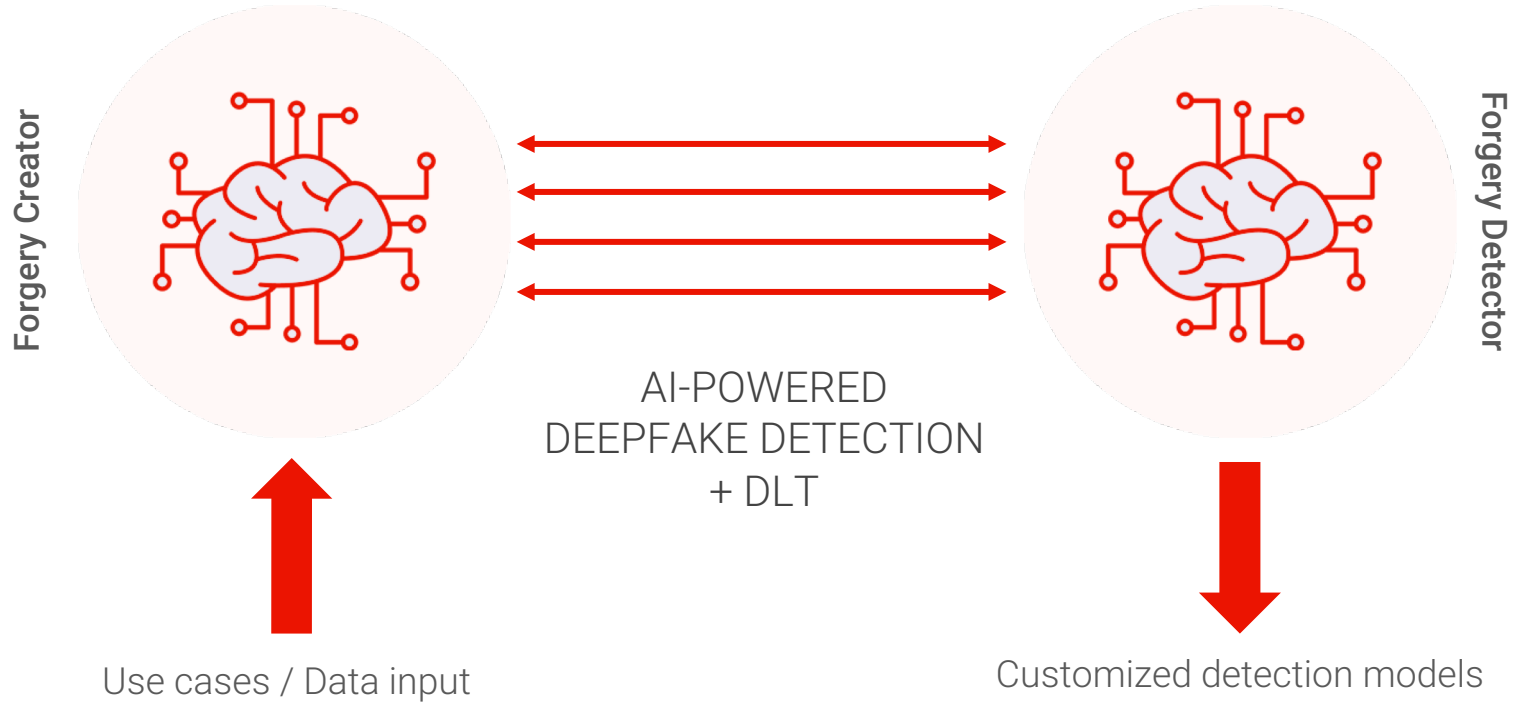 Forgery Creator
Forgery Detector
AI-POWERED
DEEPFAKE DETECTION
+ DLT
Use cases / Data input
Customized detection models